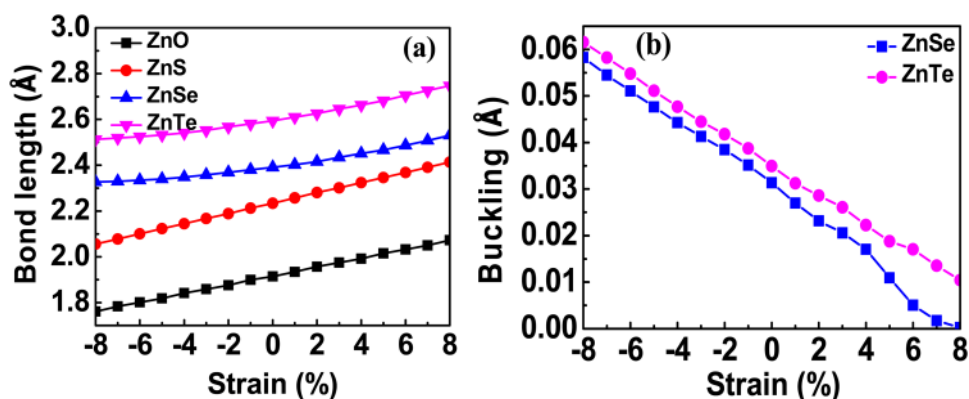 Bond length (Å)
3.0
2.8
2.6
2.4
2.2
2.0
1.8
ZnO
ZnS
ZnSe
ZnTe
(a)
-8 -6 -4 -2 0 2 4 6 8
Strain (%)
Buckling (Å)
0.06
0.05
0.04
0.03
0.02
0.01
0.00
(b)
ZnSe
ZnTe
-8 -6 -4 -2 0 2 4 6 8
Strain (%)